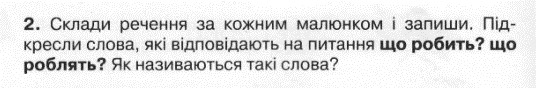 2. Склади речення за кожним малюнком і запиши. Під-
кресли слова, які відповідають на питання що робить? що
роблять? Як називаються такі слова?